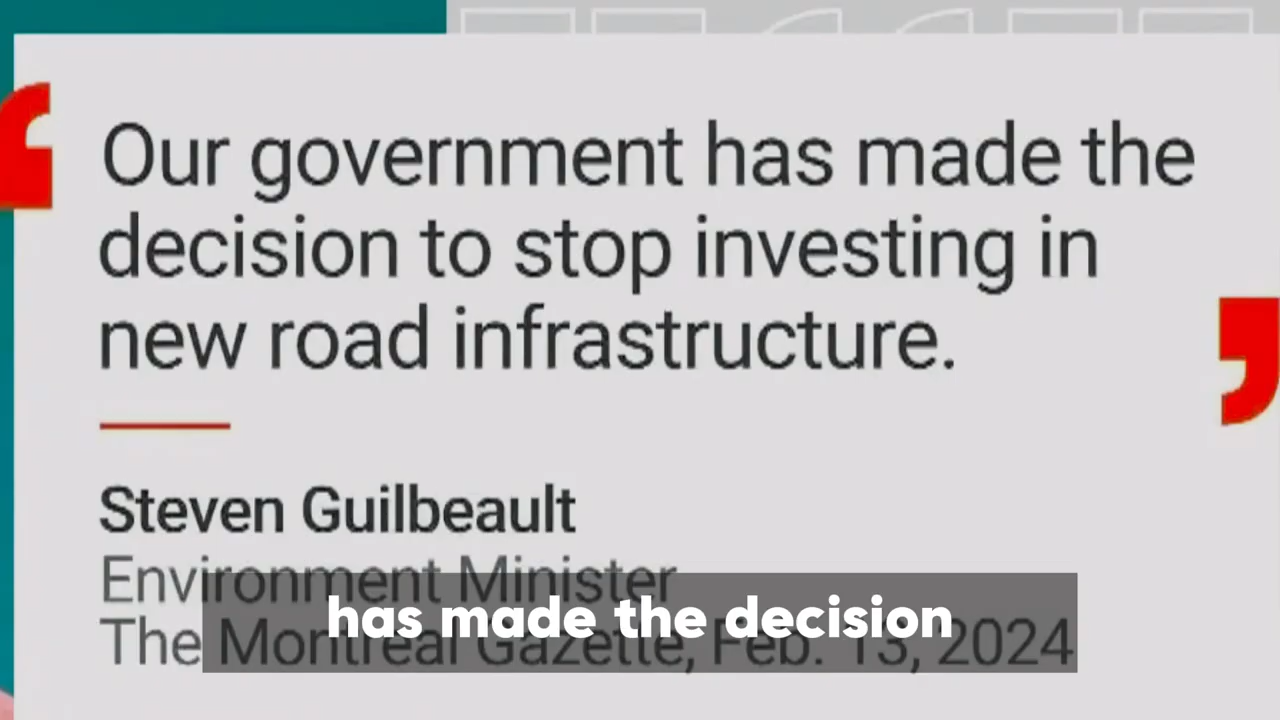 Our government has made the
decision to stop investing in
new road infrastructure.
Steven Guilbeault
Environment Minister
The Montreal Gazette, Feb. 13, 2024
has made the decision